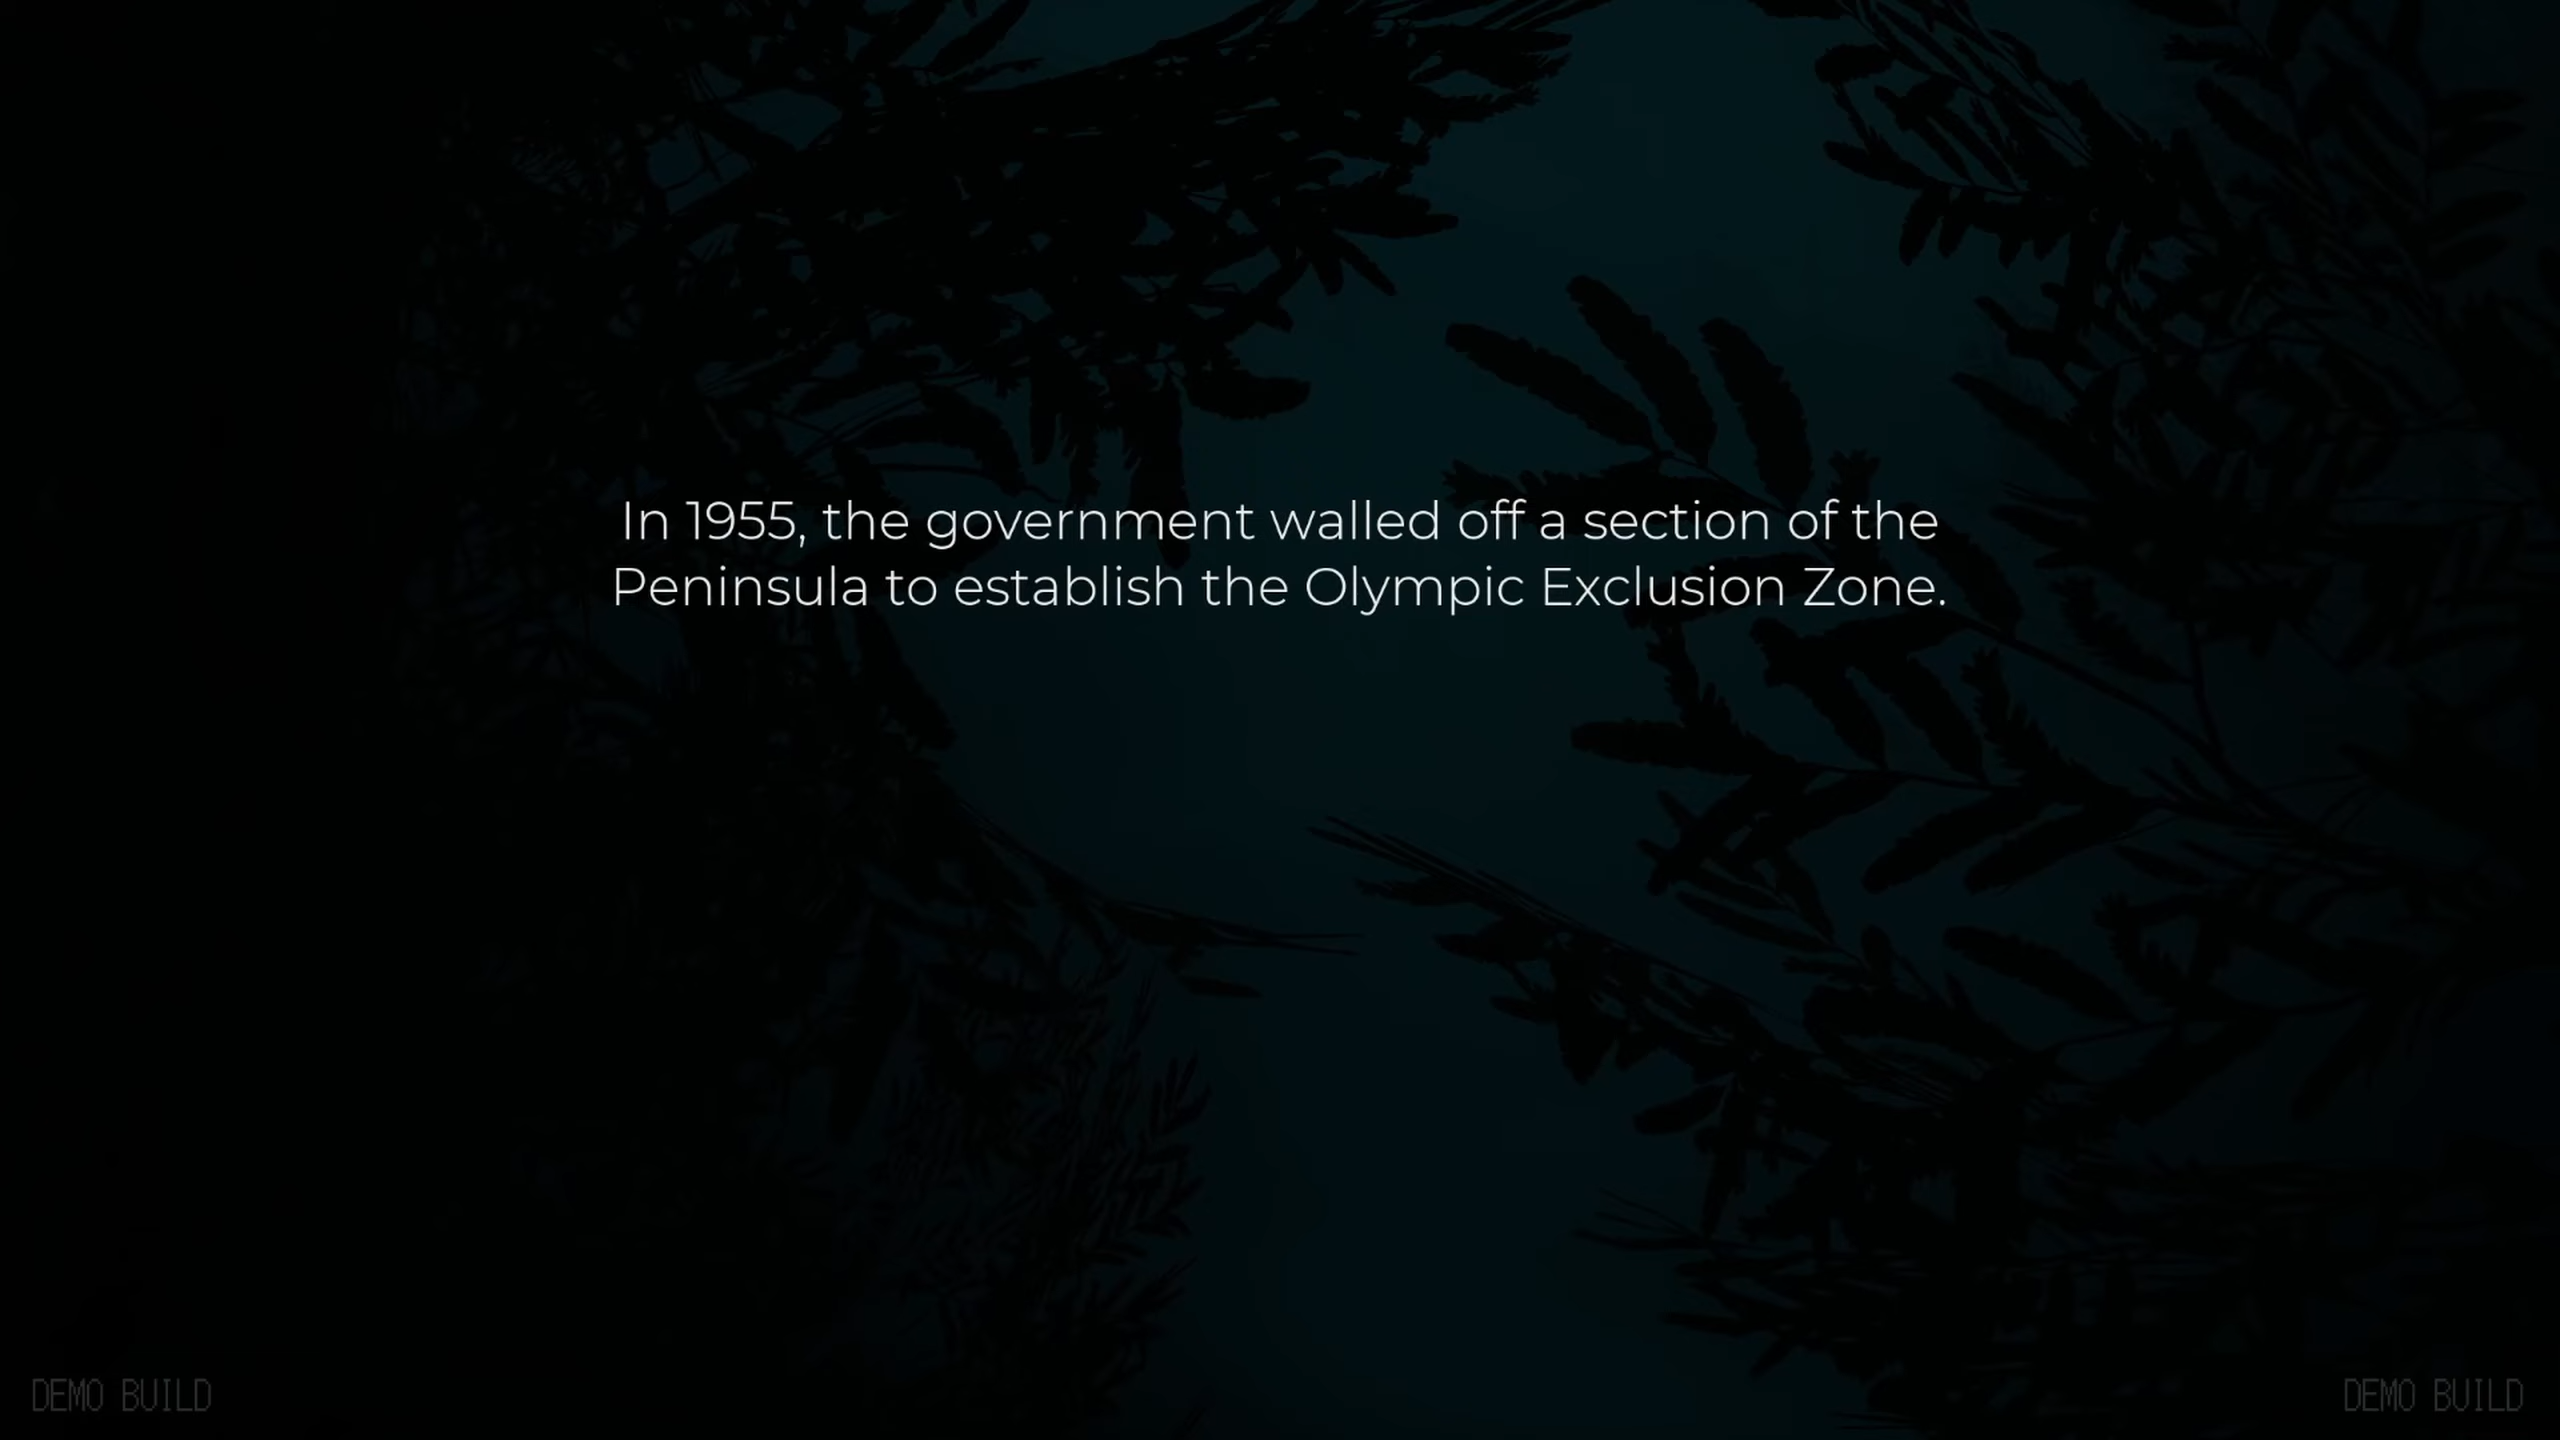 In 1955, the government walled off a section of the
Peninsula to establish the Olympic Exclusion Zone.
DEMO BUILD
DEMO BUILD